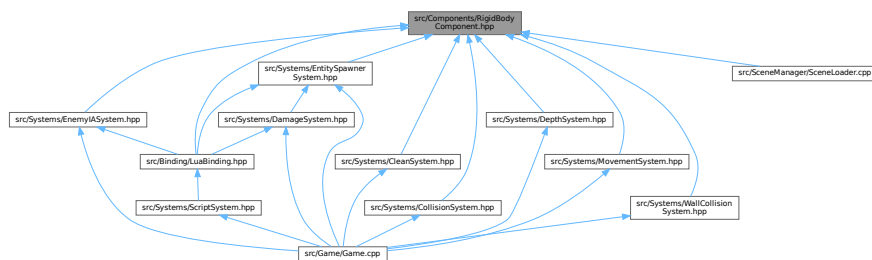 src/Components/RigidBody
Component.hpp
src/Systems/EntitySpawner
System.hpp
src/SceneManager/SceneLoader.cpp
src/Systems/EnemyIASystem.hpp
src/Systems/DamageSystem.hpp
src/Systems/DepthSystem.hpp
src/Binding/LuaBinding.hpp
src/Systems/CleanSystem.hpp
src/Systems/MovementSystem.hpp
src/Systems/ScriptSystem.hpp
src/Systems/CollisionSystem.hpp
src/Systems/WallCollision
System.hpp
src/Game/Game.cpp